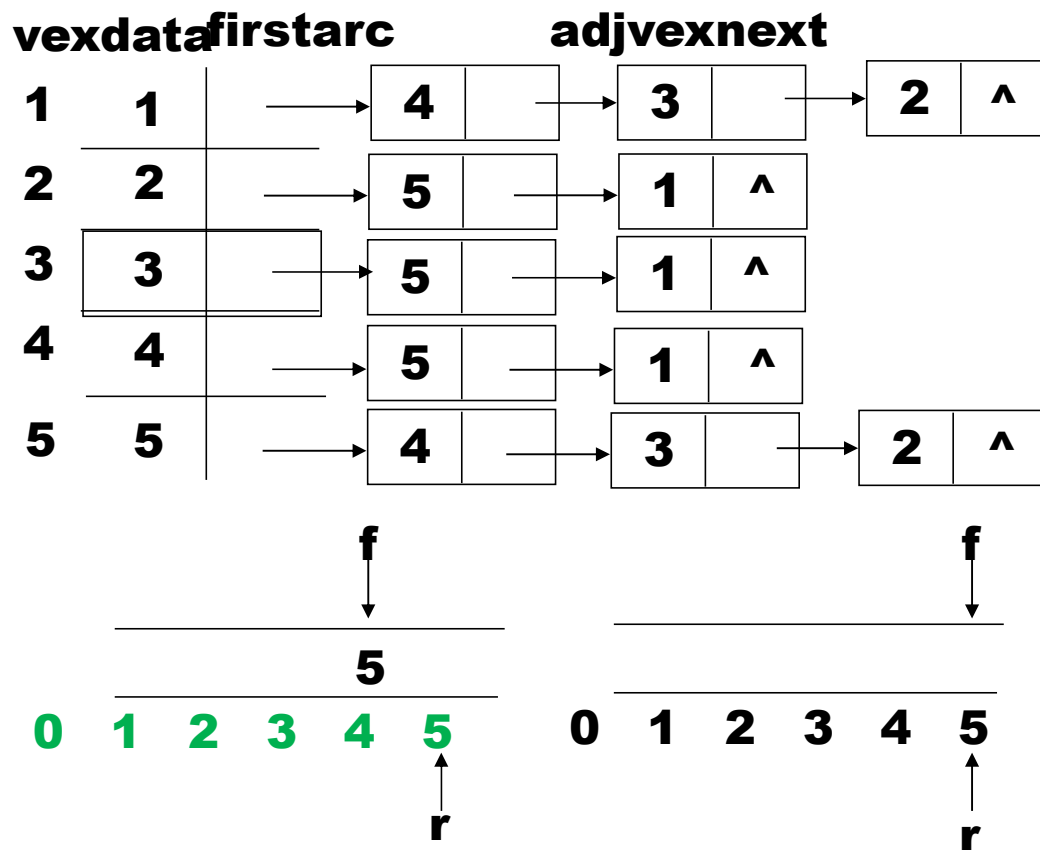 vexdata firstarc adjvexnext
1 1 4 3 2 ^
2 2 5 1 ^
3 3 5 1 ^
4 4 5 1 ^
5 5 4 3 2 ^
f f
5
0 1 2 3 4 5 0 1 2 3 4 5
r r